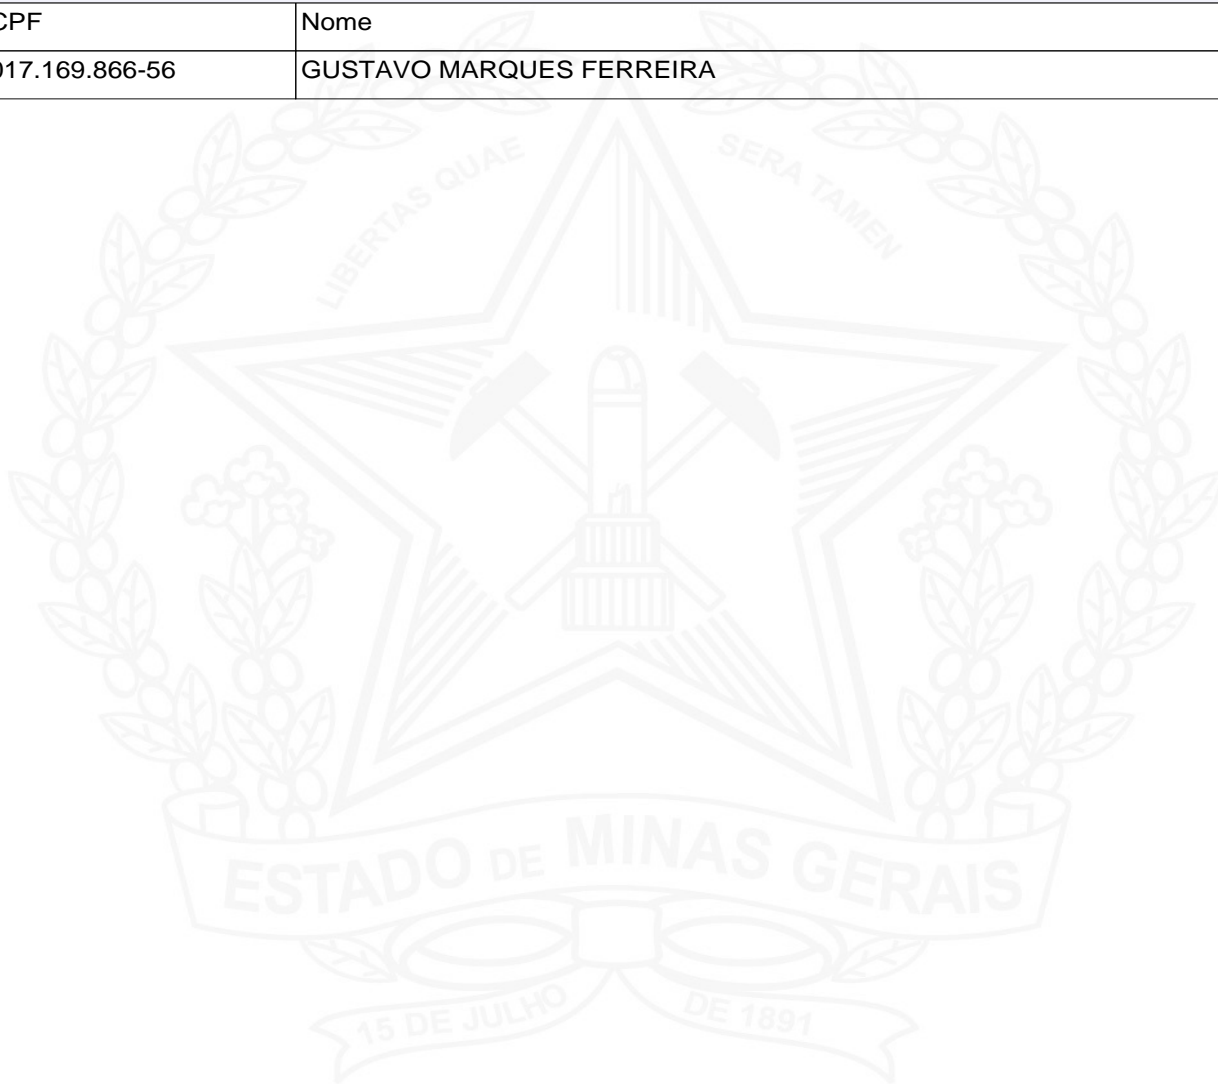 CPF Nome
017.169.866-56 GUSTAVO MARQUES FERREIRA
LIBERTAS QUAE SERA TAMEN
ESTADO DE MINAS GERAIS
15 DE JULHO DE 1891